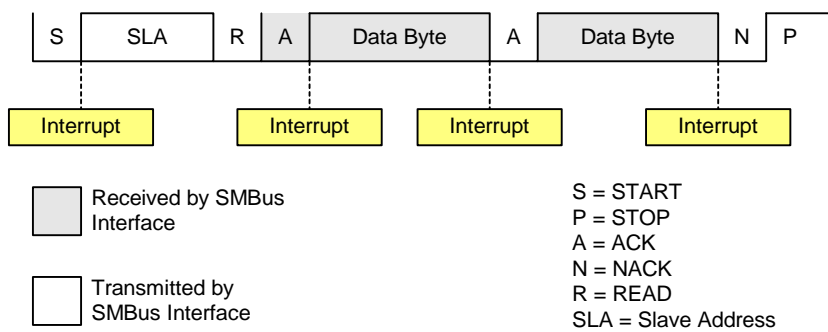 S SLA R A Data Byte A Data Byte N P
Interrupt Interrupt Interrupt Interrupt
Received by SMBus
Interface
Transmitted by
SMBus Interface
S = START
P = STOP
A = ACK
N = NACK
R = READ
SLA = Slave Address